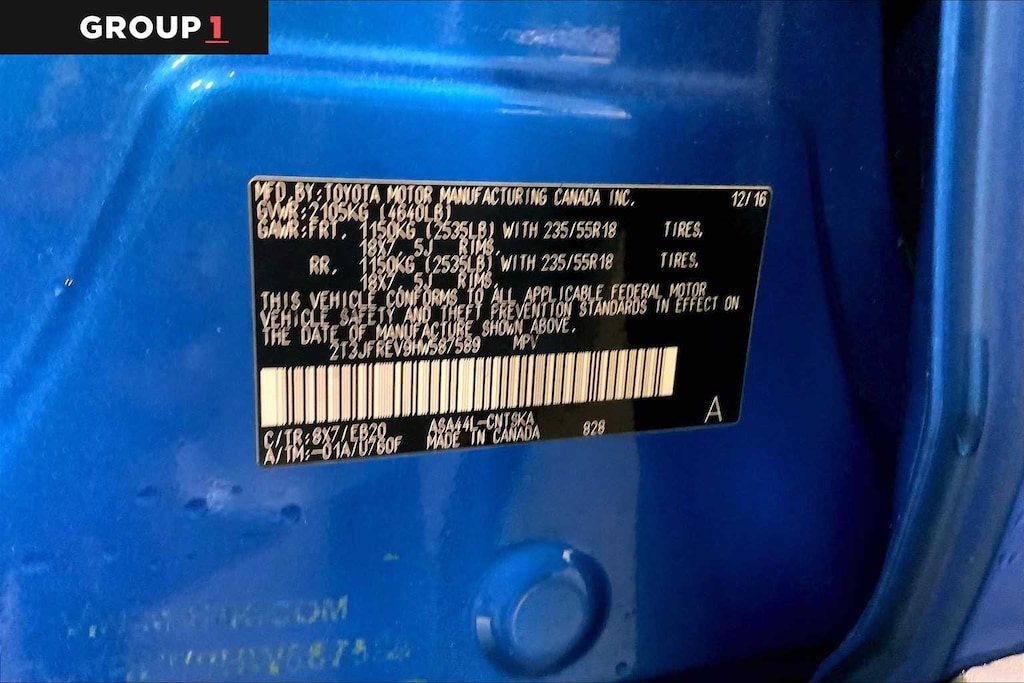 GROUP 1
MFD. BY: TOYOTA MOTOR MANUFACTURING CANADA INC. 12/16
GVWR: 2105KG (4640LB)
GAWR: FRT. 1150KG (2535LB) WITH 235/55R18 TIRES,
18X7.5J RIMS,
RR. 1150KG (2535LB) WITH 235/55R18 TIRES,
18X7.5J RIMS,
THIS VEHICLE CONFORMS TO ALL APPLICABLE FEDERAL MOTOR
VEHICLE SAFETY AND THEFT PREVENTION STANDARDS IN EFFECT ON
THE DATE OF MANUFACTURE SHOWN ABOVE.
2T3JFREV9HW587589 MPV
C/TR: 8X7/EB20 ASA44L-CNTSKA 828 A
A/TM:-01A/U/60F MADE IN CANADA